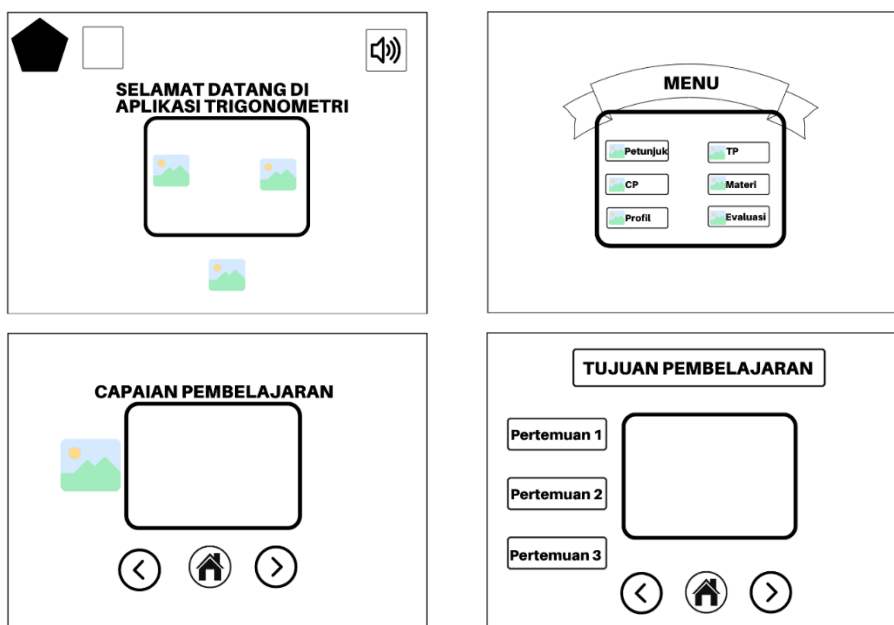 SELAMAT DATANG DI
APLIKASI TRIGONOMETRI
MENU
Petunjuk
TP
CP
Materi
Profil
Evaluasi
CAPAIAN PEMBELAJARAN
TUJUAN PEMBELAJARAN
Pertemuan 1
Pertemuan 2
Pertemuan 3